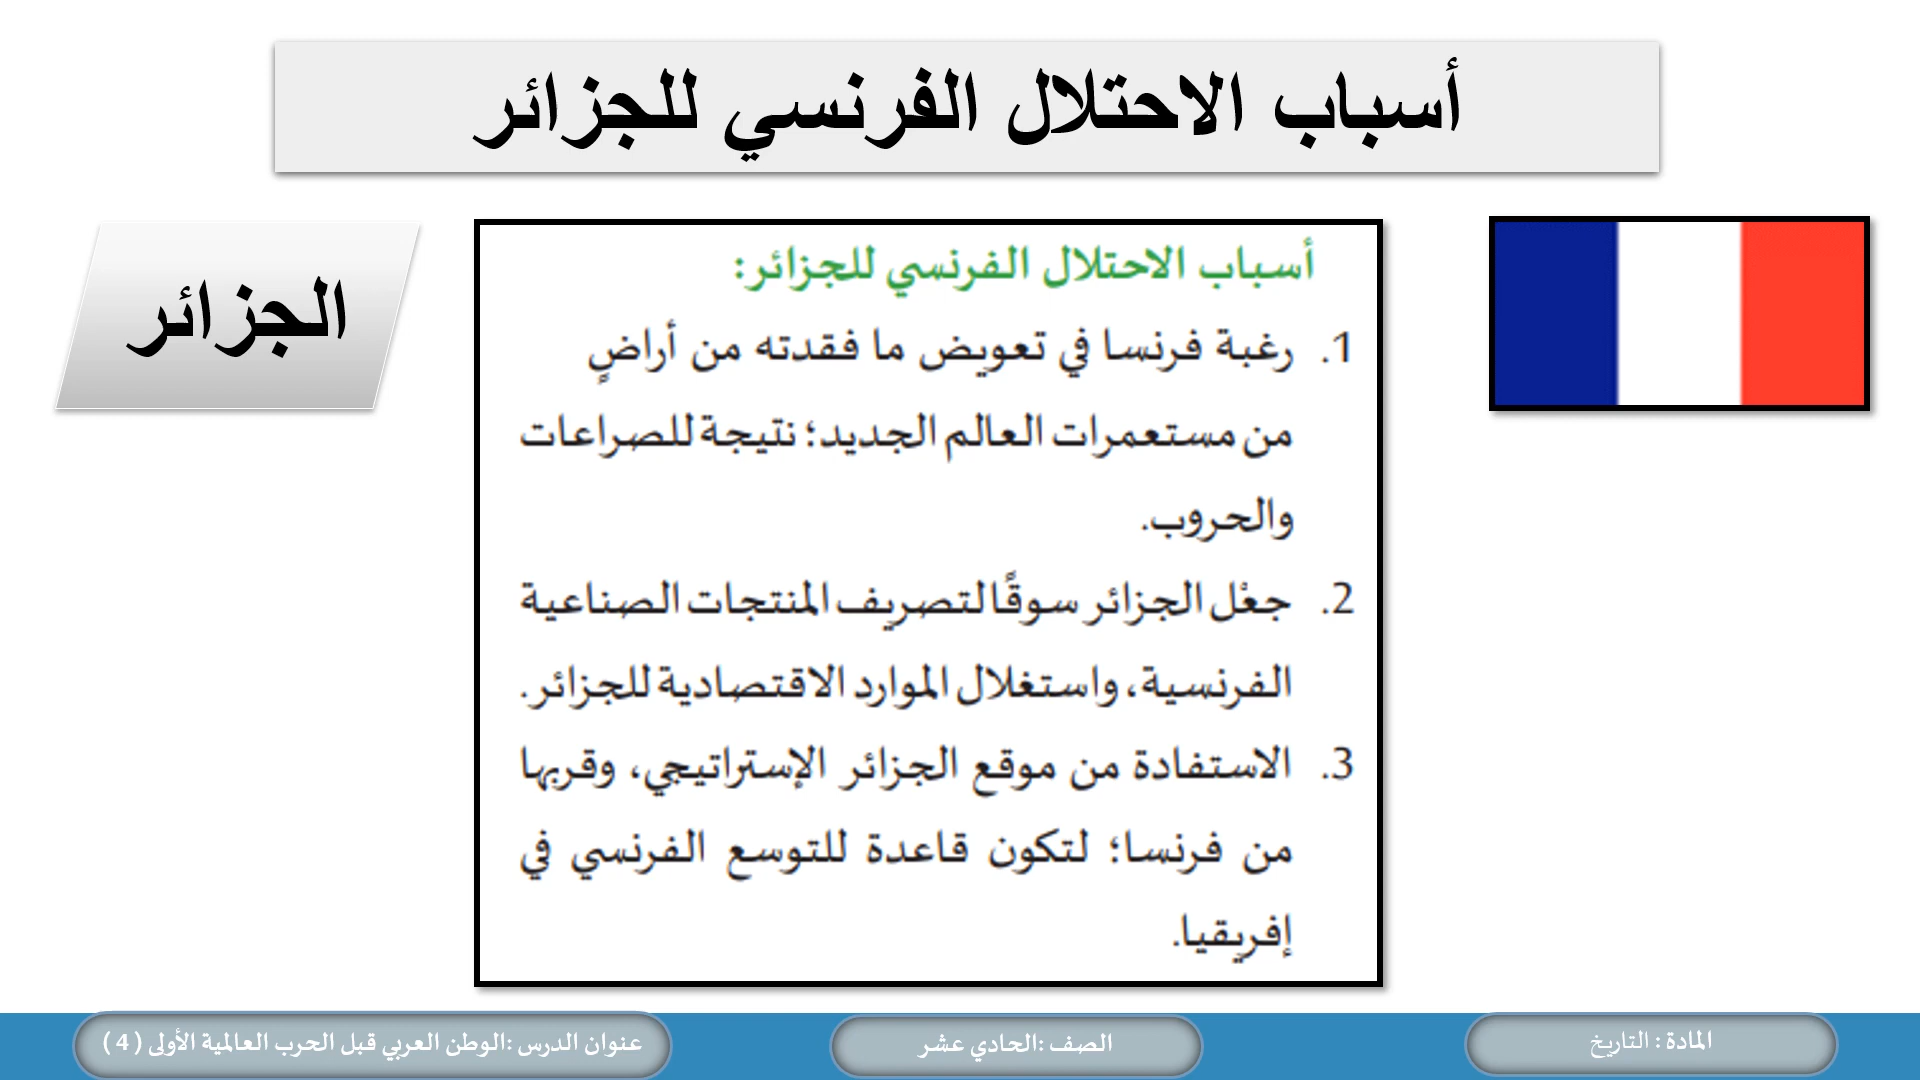 أسباب الاحتلال الفرنسي للجزائر
الجزائر
أسباب الاحتلال الفرنسي للجزائر:
1. رغبة فرنسا في تعويض ما فقدته من أراضٍ
من مستعمرات العالم الجديد؛ نتيجة للصراعات
والحروب.
2. جعْل الجزائر سوقًا لتصريف المنتجات الصناعية
الفرنسية، واستغلال الموارد الاقتصادية للجزائر.
3. الاستفادة من موقع الجزائر الإستراتيجي، وقربها
من فرنسا؛ لتكون قاعدة للتوسع الفرنسي في
إفريقيا.
المادة : التاريخ
الصف :الحادي عشر
عنوان الدرس :الوطن العربي قبل الحرب العالمية الأولى ( 4 )